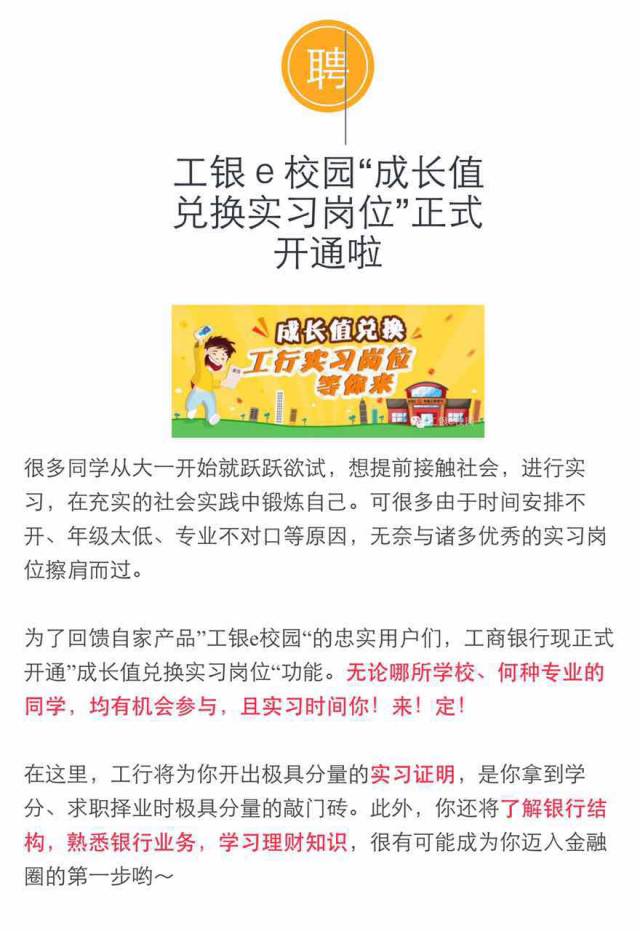 聘
工银ｅ校园“成长值
兑换实习岗位”正式
开通啦
成长值兑换
工行实习岗位
等你来
很多同学从大一开始就跃跃欲试，想提前接触社会，进行实
习，在充实的社会实践中锻炼自己。可很多由于时间安排不
开、年级太低、专业不对口等原因，无奈与诸多优秀的实习岗
位擦肩而过。
为了回馈自家产品”工银e校园“的忠实用户们，工商银行现正式
开通”成长值兑换实习岗位“功能。无论哪所学校、何种专业的
同学，均有机会参与，且实习时间你！来！定！
在这里，工行将为你开出极具分量的实习证明，是你拿到学
分、求职择业时极具分量的敲门砖。此外，你还将了解银行结
构，熟悉银行业务，学习理财知识，很有可能成为你迈入金融
圈的第一步哟～